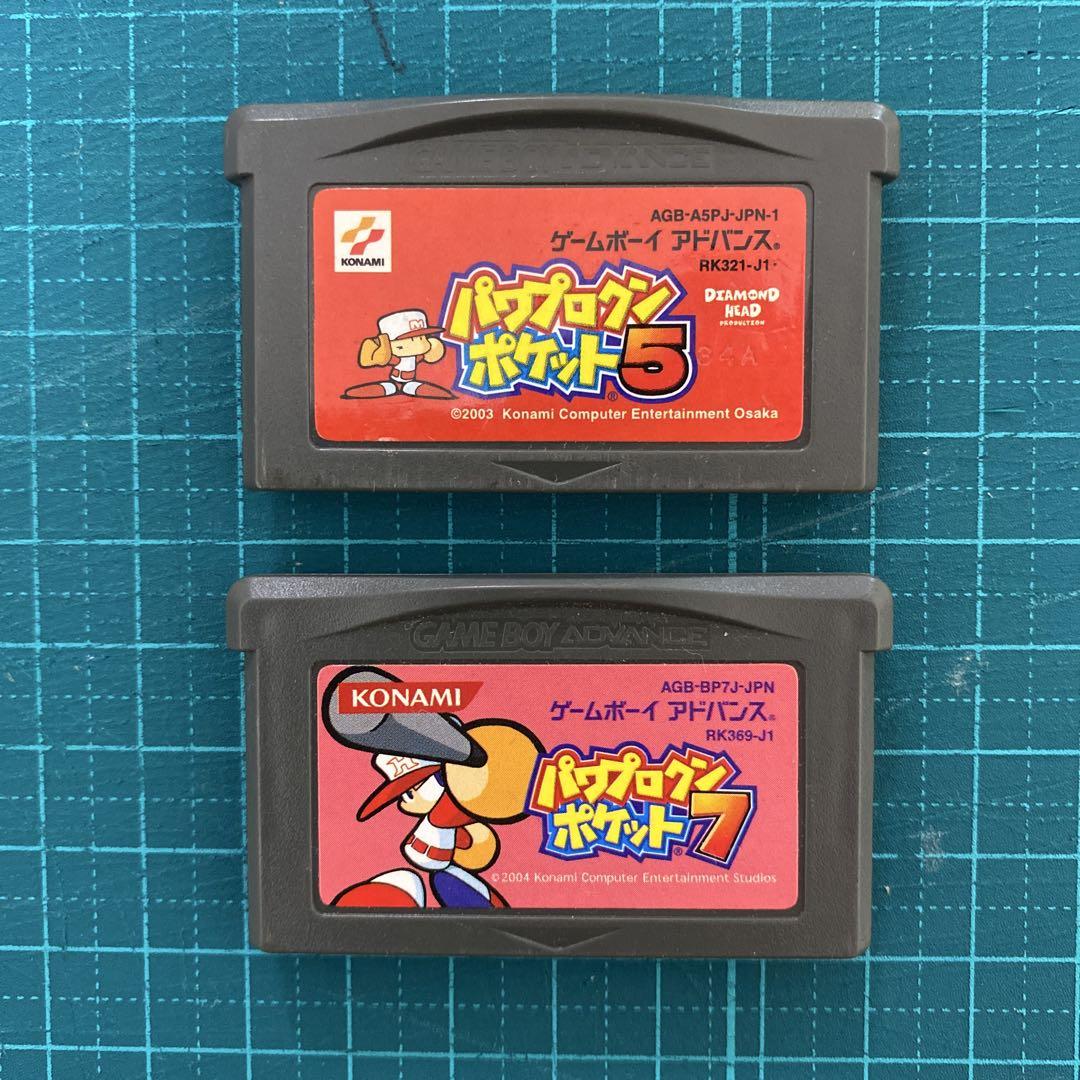 GAME BOY ADVANCE
AGB-A5PJ-JPN-1
ゲームボーイ アドバンス®
RK321-J1
KONAMI
パワプロクン
ポケット5®
DIAMOND
HEAD
PRODUCTION
34A
©2003 Konami Computer Entertainment Osaka
GAME BOY ADVANCE
KONAMI
AGB-BP7J-JPN
ゲームボーイ アドバンス®
RK369-J1
H
パワプロクン
ポケット7®
©2004 Konami Computer Entertainment Studios